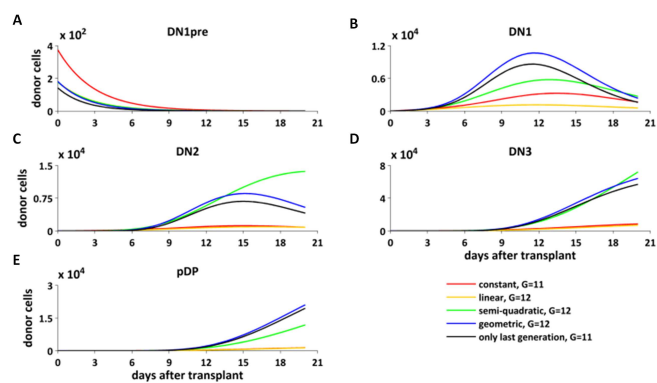 A
DN1pre
x 10²
donor cells
4
2
0
0 3 6 9 12 15 18 21
B
DN1
x 10⁴
1.2
0.6
0
0 3 6 9 12 15 18 21
C
DN2
x 10⁴
donor cells
1.5
0.75
0
0 3 6 9 12 15 18 21
D
DN3
x 10⁴
8
4
0
0 3 6 9 12 15 18 21
days after transplant
E
pDP
x 10⁴
donor cells
3
1.5
0
0 3 6 9 12 15 18 21
days after transplant
constant, G=11
linear, G=12
semi-quadratic, G=12
geometric, G=12
only last generation, G=11